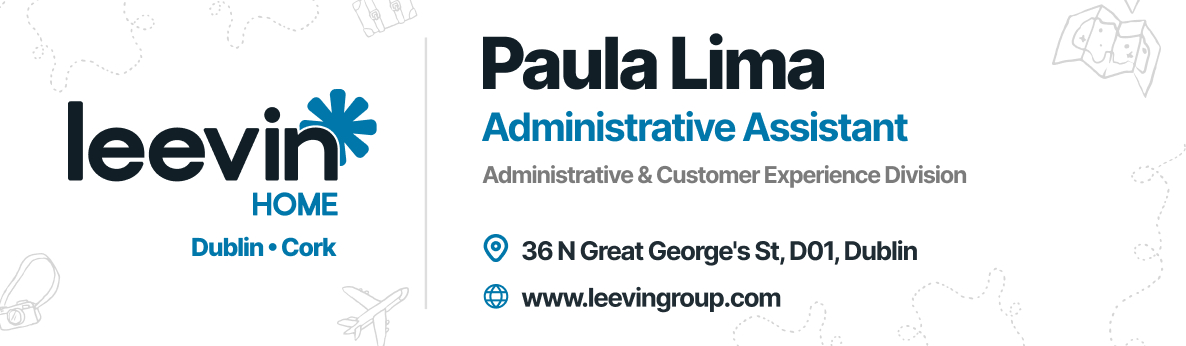 leevin
HOME
Dublin • Cork
Paula Lima
Administrative Assistant
Administrative & Customer Experience Division
36 N Great George's St, D01, Dublin
www.leevingroup.com